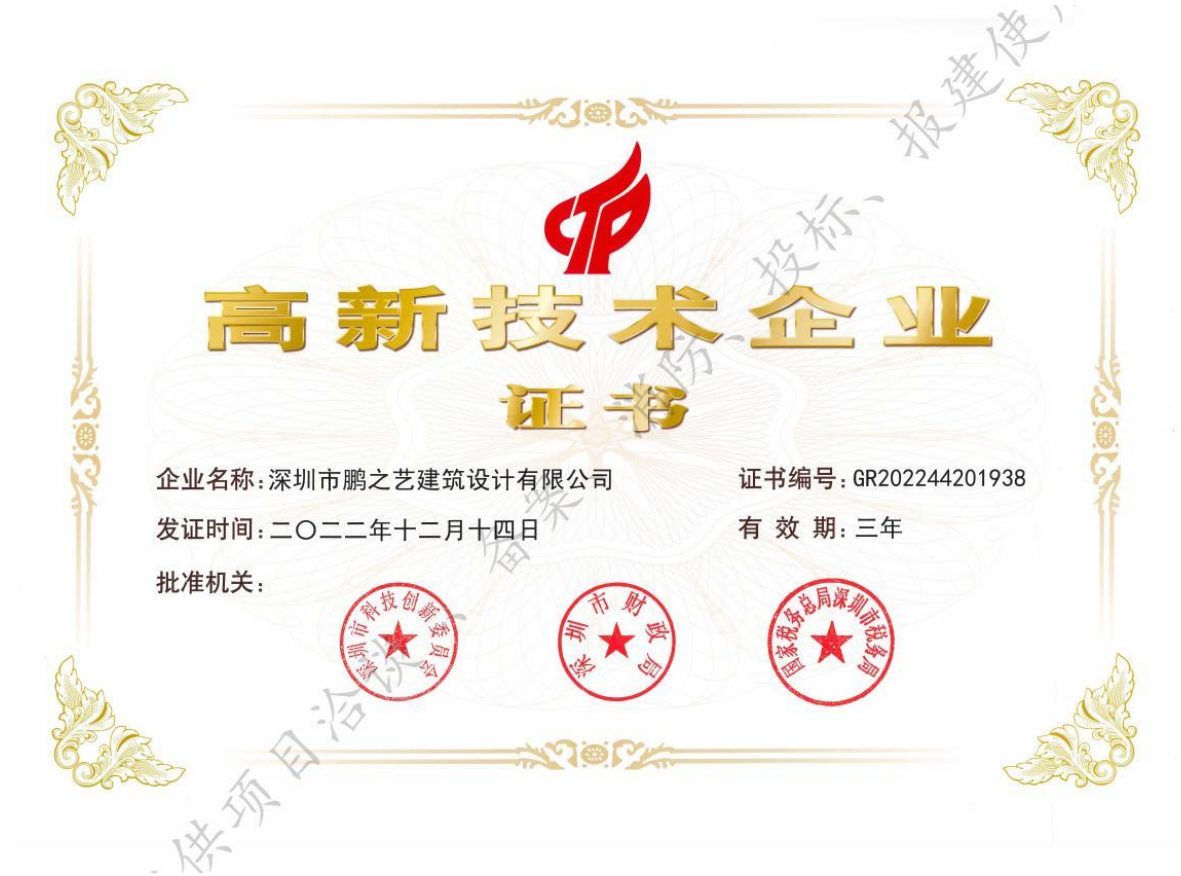 高新技术企业
证书
企业名称:深圳市鹏之艺建筑设计有限公司
证书编号:GR202244201938
发证时间:二〇二二年十二月十四日
有 效 期:三年
批准机关:
深圳市科技创新委员会
深圳市财政局
国家税务总局深圳市税务局
供项目洽谈、备案、消防、投标、报建使